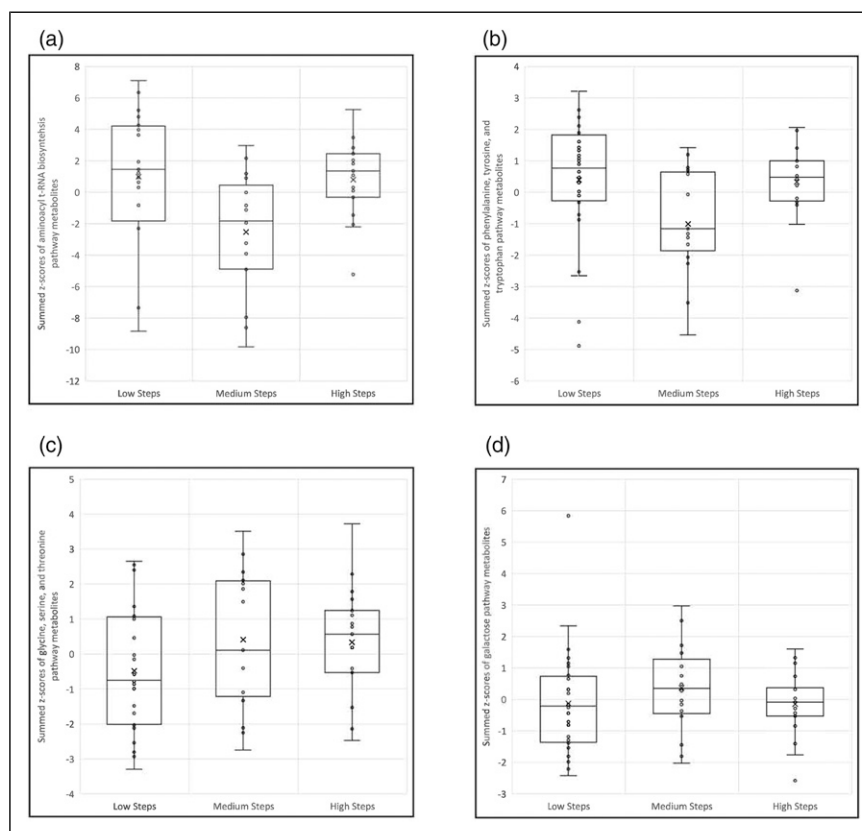 (a)
Summed z-scores of aminoacyl t-RNA biosyntehsis
pathway metabolites
8
6
4
2
0
-2
-4
-6
-8
-10
-12
Low Steps Medium Steps High Steps
(b)
Summed z-scores of phenylalanine, tyrosine, and
tryptophan pathway metabolites
4
3
2
1
0
-1
-2
-3
-4
-5
-6
Low Steps Medium Steps High Steps
(c)
Summed z-scores of glycine, serine, and threonine
pathway metabolites
5
4
3
2
1
0
-1
-2
-3
-4
Low Steps Medium Steps High Steps
(d)
Summed z-scores of galactose pathway metabolites
7
6
5
4
3
2
1
0
-1
-2
-3
Low Steps Medium Steps High Steps